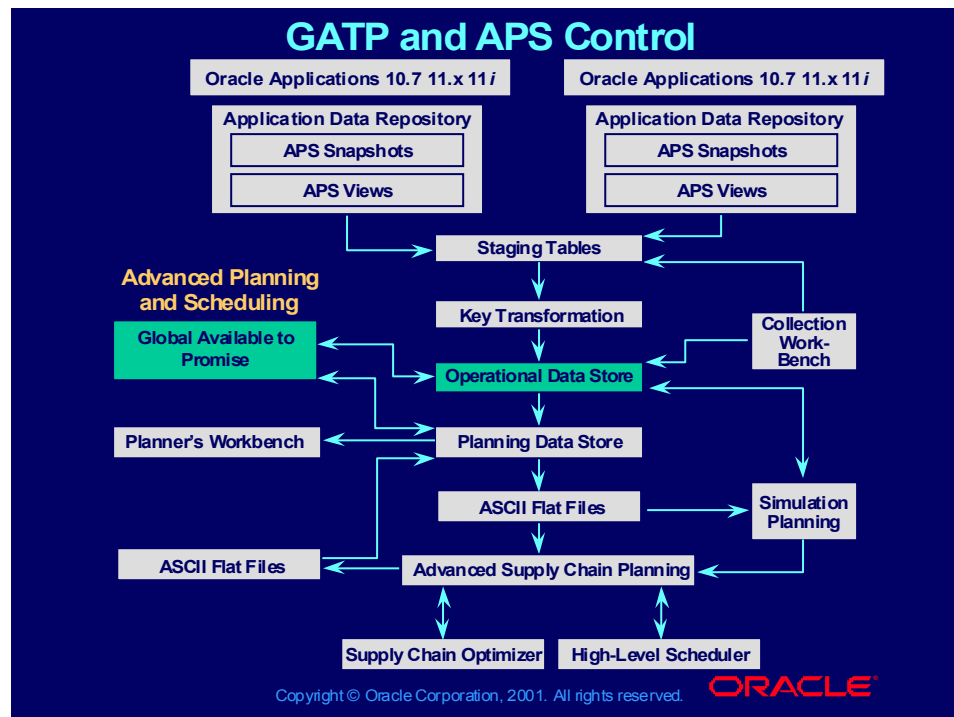 GATP and APS Control
Oracle Applications 10.7 11.x 11i
Oracle Applications 10.7 11.x 11i
Application Data Repository
APS Snapshots
APS Views
Application Data Repository
APS Snapshots
APS Views
Staging Tables
Advanced Planning
and Scheduling
Key Transformation
Collection
Work-
Bench
Global Available to
Promise
Operational Data Store
Planner's Workbench
Planning Data Store
ASCII Flat Files
Simulation
Planning
ASCII Flat Files
Advanced Supply Chain Planning
Supply Chain Optimizer
High-Level Scheduler
Copyright © Oracle Corporation, 2001. All rights reserved.
ORACLE®